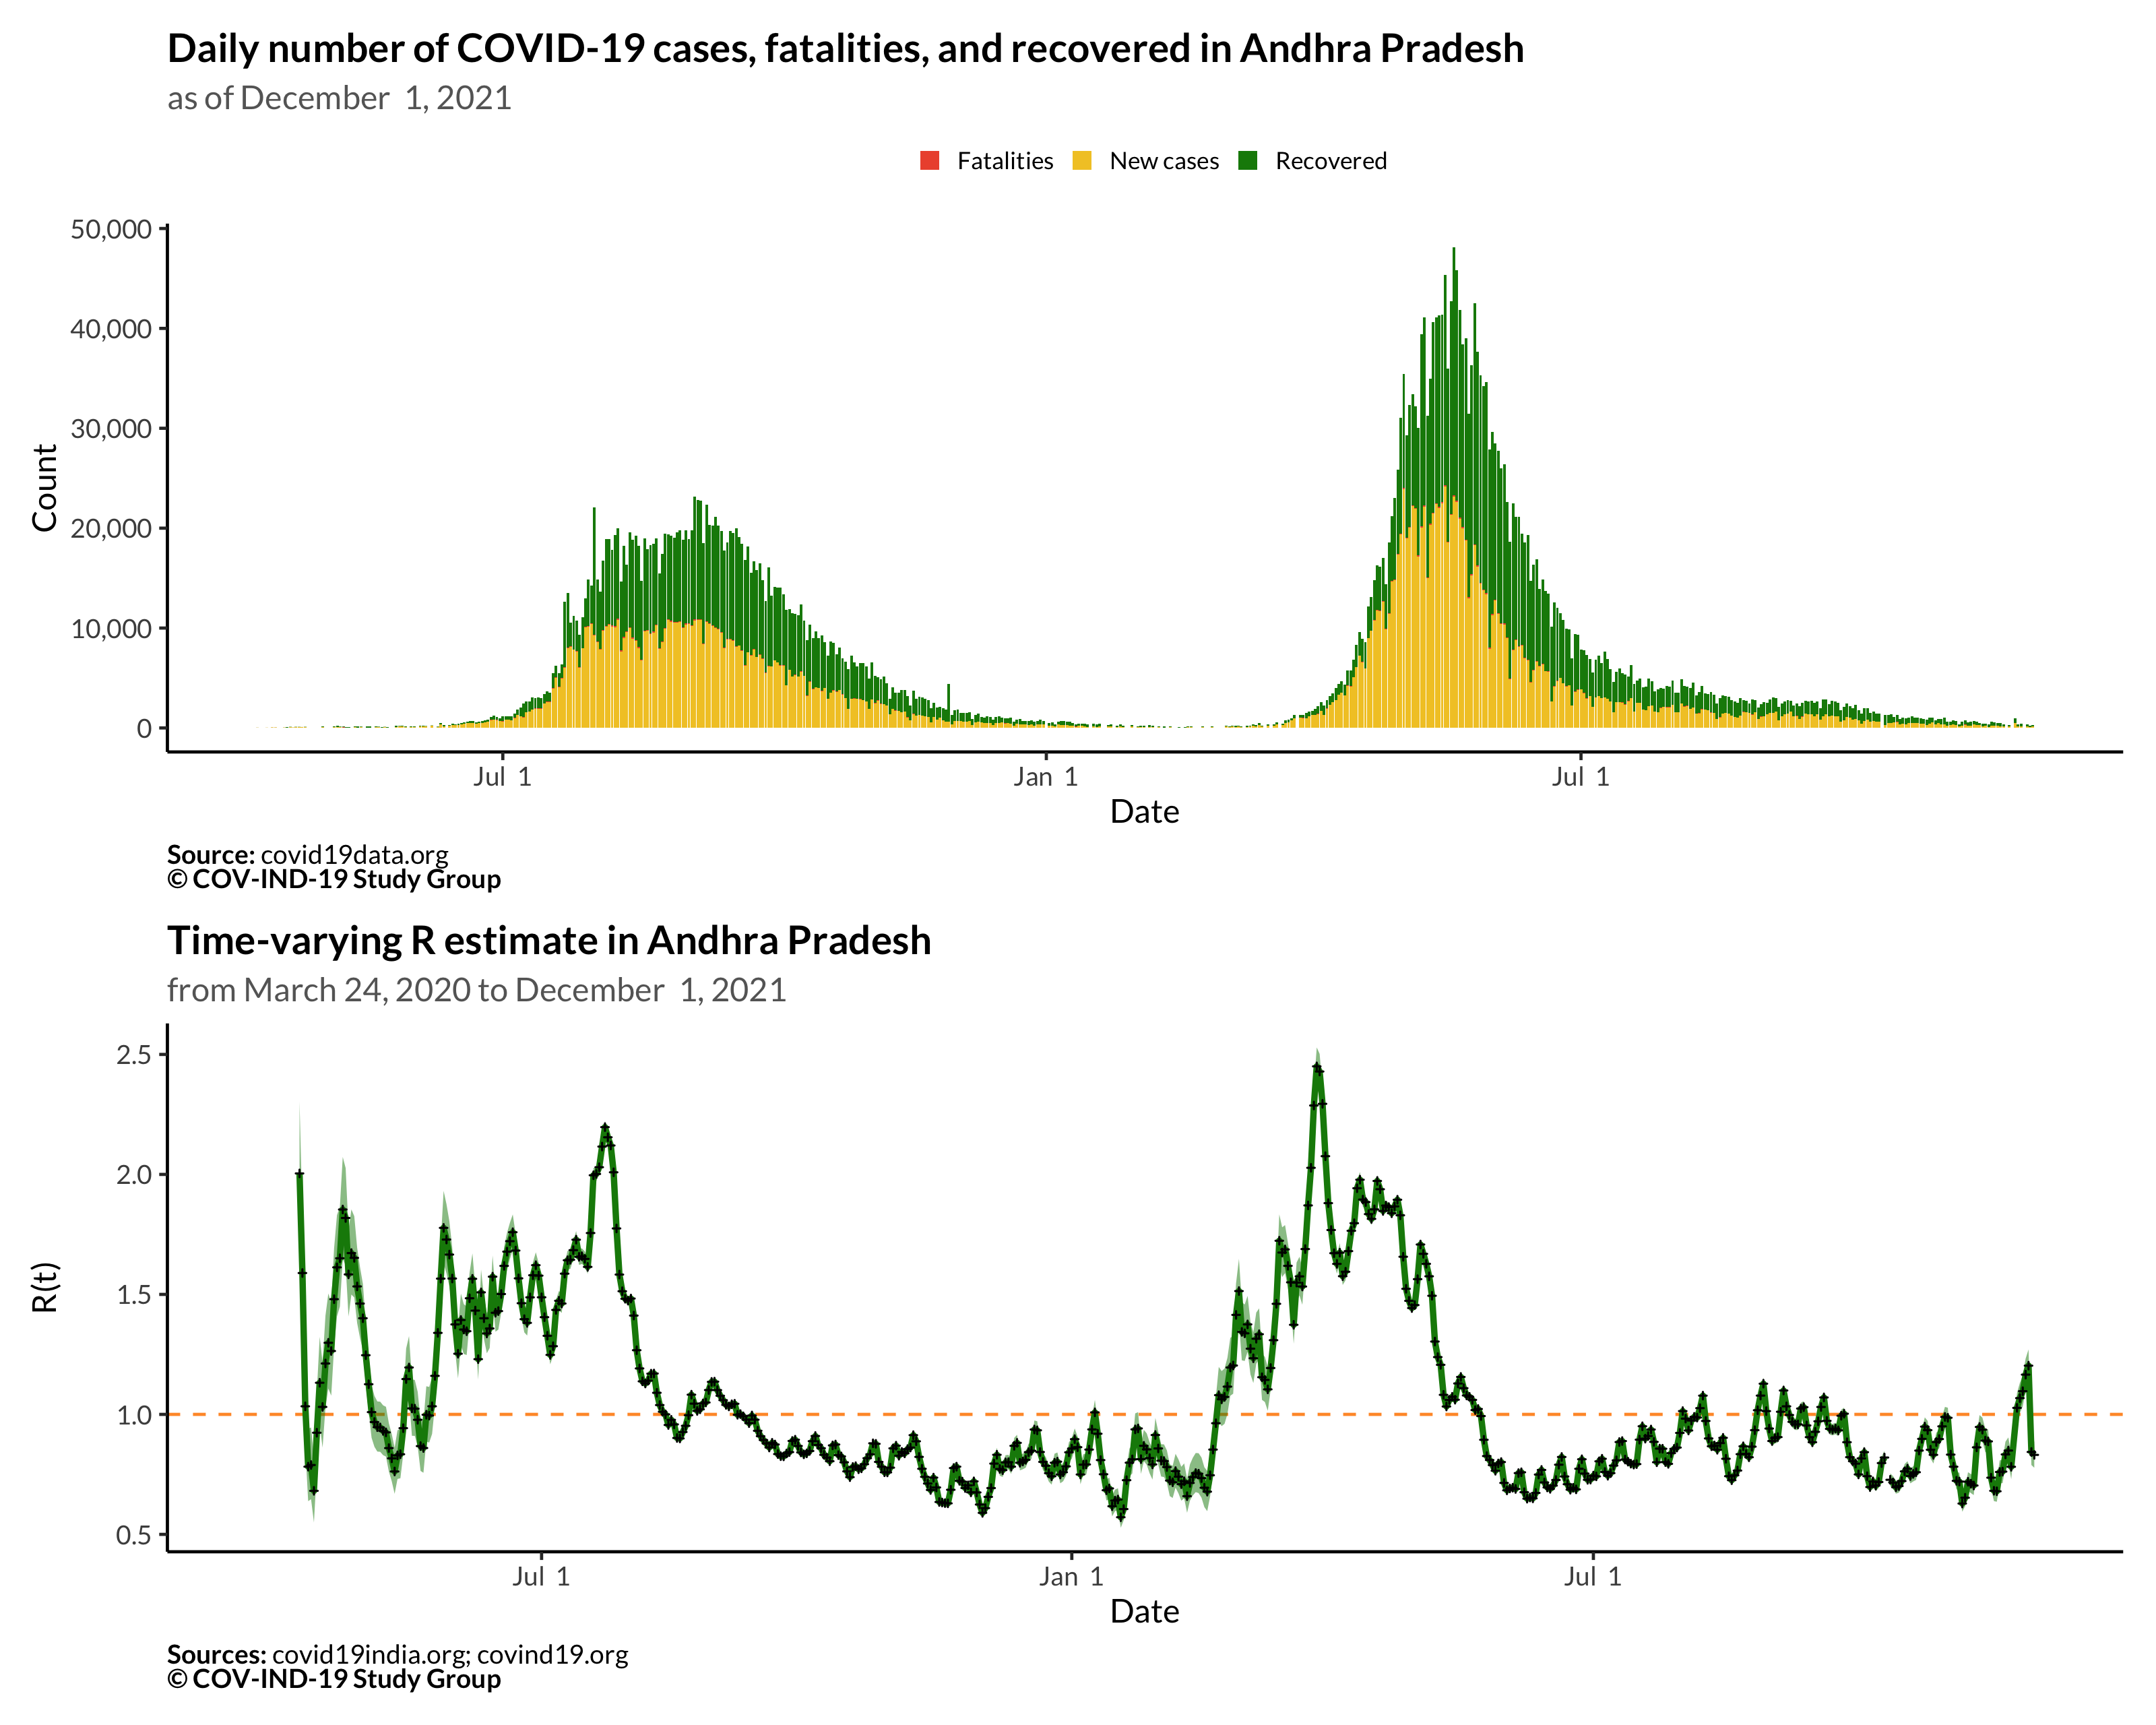 Daily number of COVID-19 cases, fatalities, and recovered in Andhra Pradesh
as of December 1, 2021
Fatalities New cases Recovered
50,000
40,000
30,000
20,000
10,000
0
Count
Jul 1 Jan 1 Jul 1
Date
Source: covid19data.org
© COV-IND-19 Study Group
Time-varying R estimate in Andhra Pradesh
from March 24, 2020 to December 1, 2021
2.5
2.0
1.5
1.0
0.5
R(t)
Jul 1 Jan 1 Jul 1
Date
Sources: covid19india.org; covind19.org
© COV-IND-19 Study Group